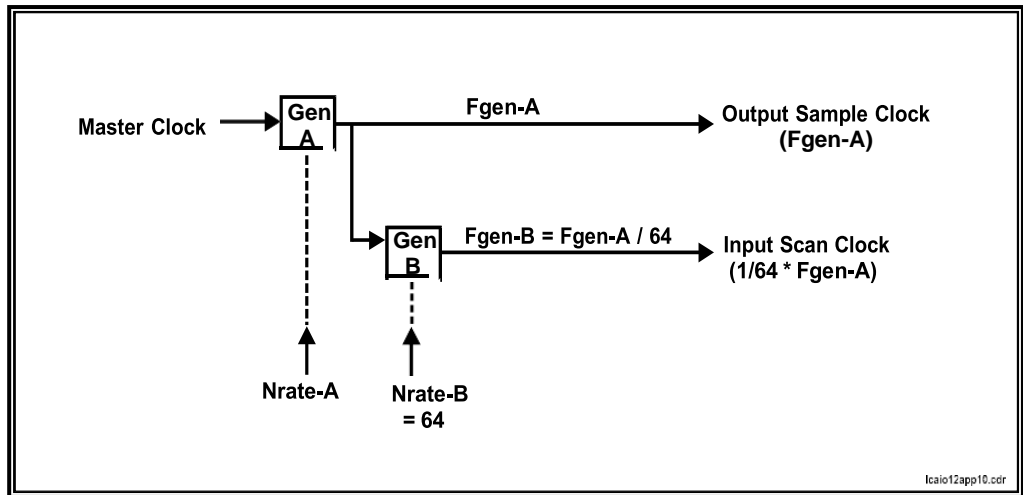 Master Clock
Gen
A
Fgen-A
Output Sample Clock
(Fgen-A)
Gen
B
Fgen-B = Fgen-A / 64
Input Scan Clock
(1/64 * Fgen-A)
Nrate-A
Nrate-B
= 64
lcaio12app10.cdr